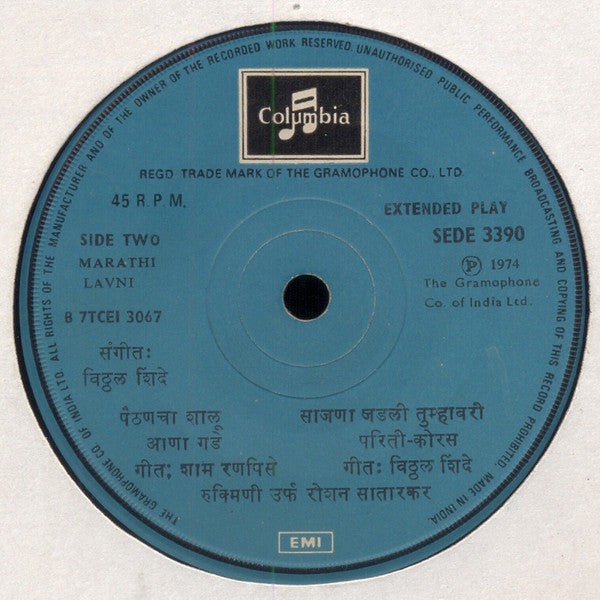 THE GRAMOPHONE CO. OF INDIA LTD. ALL RIGHTS OF THE MANUFACTURER AND OF THE OWNER OF THE RECORDED WORK RESERVED. UNAUTHORISED PUBLIC PERFORMANCE BROADCASTING AND COPYING OF THIS RECORD PROHIBITED. MADE IN INDIA
Columbia
REGD TRADE MARK OF THE GRAMOPHONE CO., LTD.
45 R.P.M.
EXTENDED PLAY
SIDE TWO
SEDE 3390
MARATHI
LAVNI
Ⓟ 1974
The Gramophone
Co. of India Ltd.
B 7TCEI 3067
संगीतः
विठ्ठल शिंदे
पैठणचा शालू
आणा गडे
गीतः शाम रणपिसे
साजणा जडली तुम्हावरी
परिती-कोरस
गीतः विठ्ठल शिंदे
रुक्मिणी उर्फ रोशन सातारकर
EMI